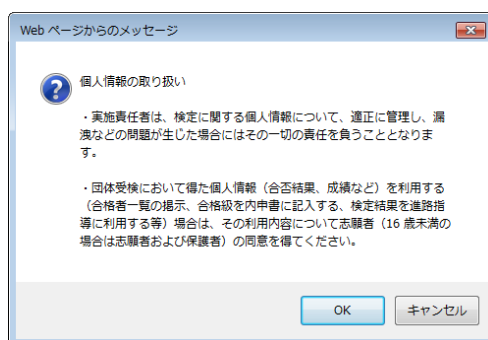 Web ページからのメッセージ
個人情報の取り扱い
・実施責任者は、検定に関する個人情報について、適正に管理し、漏
洩などの問題が生じた場合にはその一切の責任を負うこととなりま
す。
・団体受検において得た個人情報（合否結果、成績など）を利用する
（合格者一覧の掲示、合格級を内申書に記入する、検定結果を進路指
導に利用する等）場合は、その利用内容について志願者（16 歳未満の
場合は志願者および保護者）の同意を得てください。
OK
キャンセル